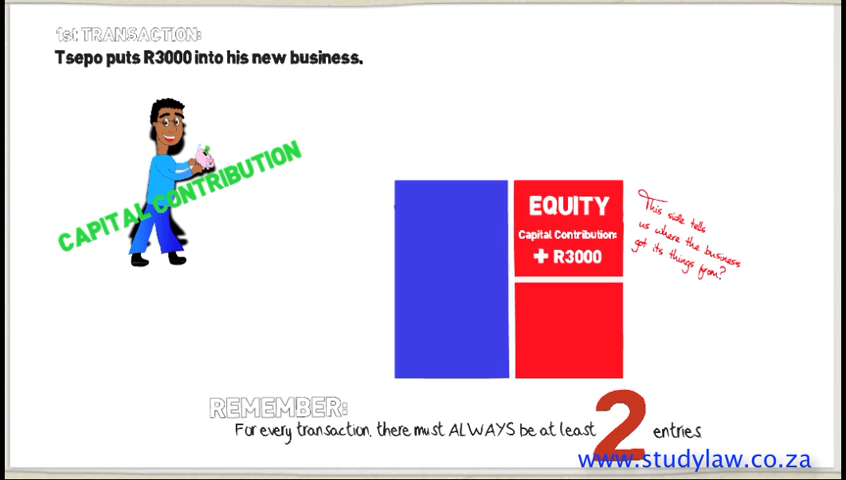 1st TRANSACTION:
Tsepo puts R3000 into his new business.
CAPITAL CONTRIBUTION
EQUITY
Capital Contribution:
+ R3000
This side tells
us where the business
got its things from?
REMEMBER:
For every transaction, there must ALWAYS be at least 2 entries.
www.studylaw.co.za